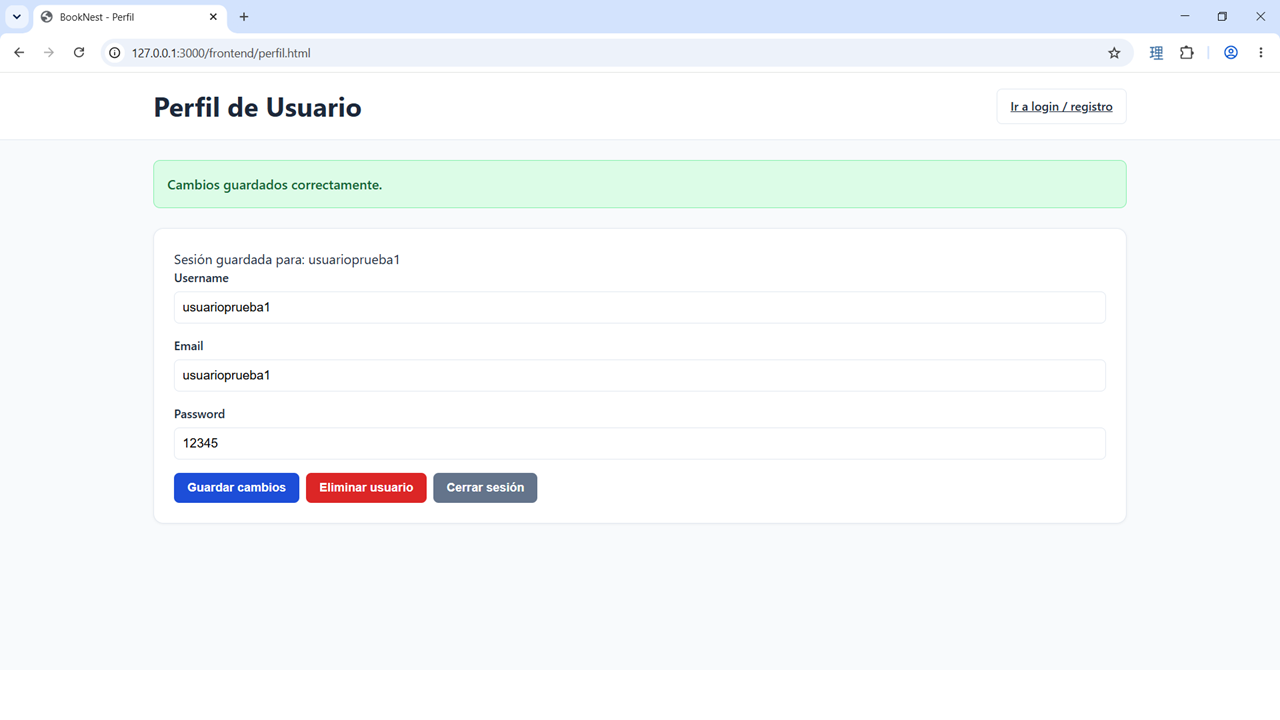 BookNest - Perfil
127.0.0.1:3000/frontend/perfil.html
理
Perfil de Usuario
Ir a login / registro
Cambios guardados correctamente.
Sesión guardada para: usuarioprueba1
Username
usuarioprueba1
Email
usuarioprueba1
Password
12345
Guardar cambios Eliminar usuario Cerrar sesión